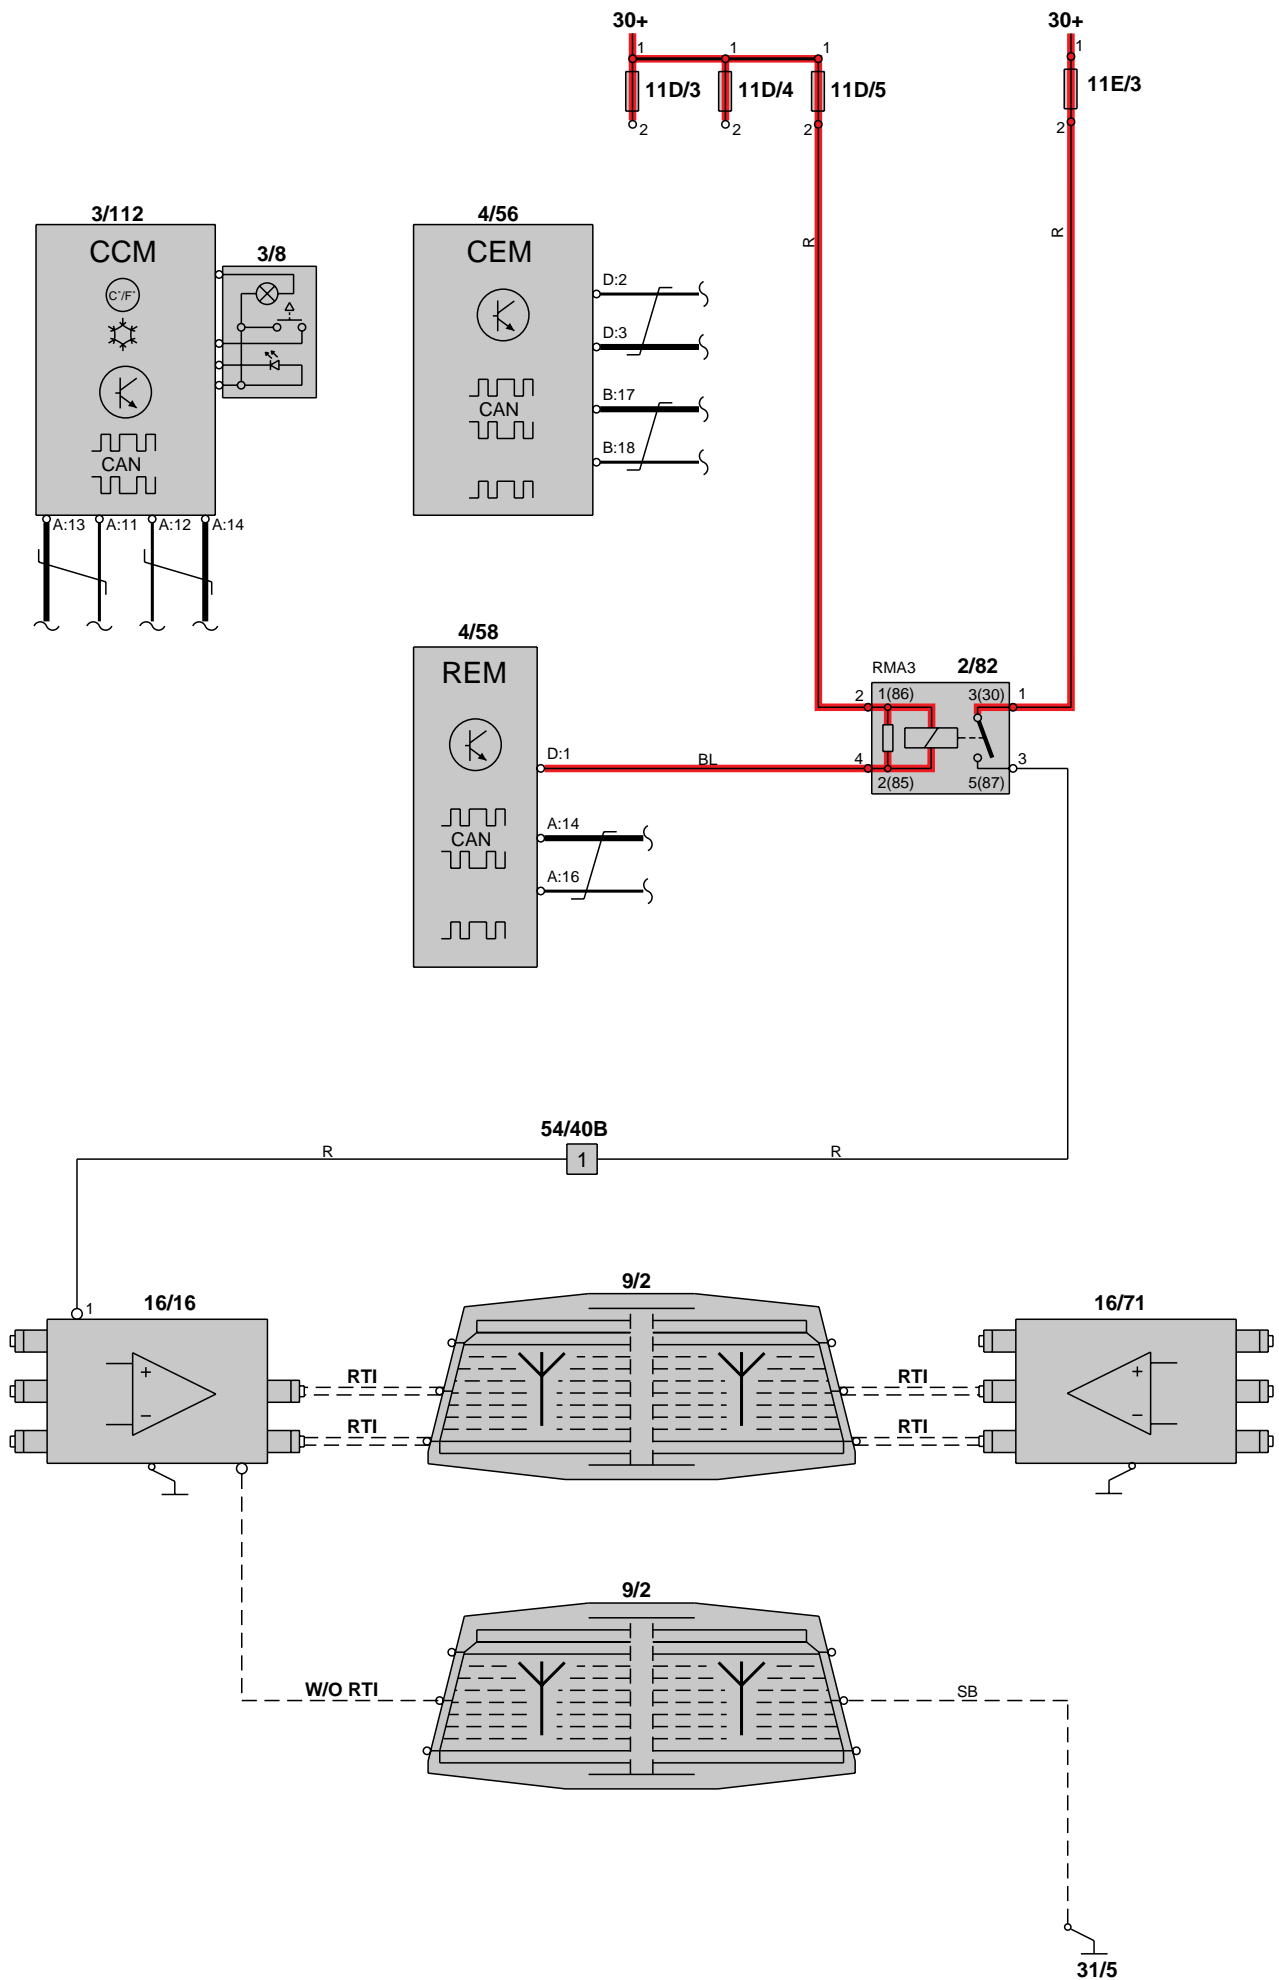 30+ 30+
1 1 1 1
11D/3 11D/4 11D/5 11E/3
2 2 2 2
R R
3/112 4/56
CCM 3/8 CEM
C°/F°
D:2
D:3
B:17
CAN
B:18
CAN
A:13 A:11 A:12 A:14
4/58
REM
RMA3 2/82
2 1(86) 3(30) 1
D:1 BL 4 3
2(85) 5(87)
A:14
CAN
A:16
54/40B
R 1 R
9/2
1 16/16 16/71
RTI RTI
+ +
− −
RTI RTI
9/2
W/O RTI SB
31/5